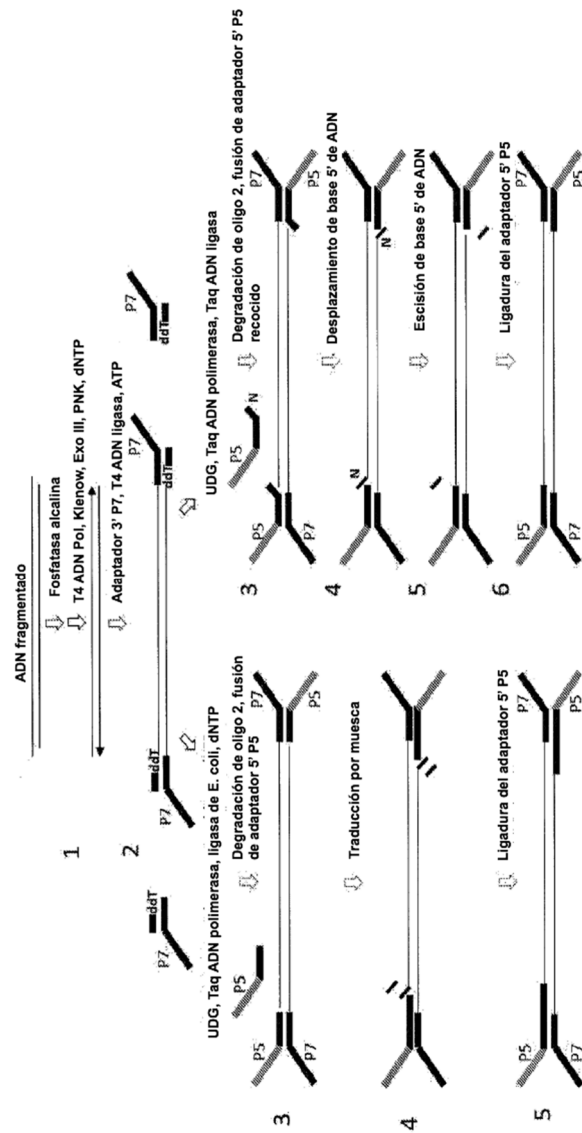 ADN fragmentado
Fosfatasa alcalina
1
T4 ADN Pol, Klenow, Exo III, PNK, dNTP
Adaptador 3' P7, T4 ADN ligasa, ATP
2
ddT
P7
ddT
P7
P7
ddT
P7
ddT
UDG, Taq ADN polimerasa, ligasa de E. coli, dNTP
P5
Degradación de oligo 2, fusión
de adaptador 5' P5
3
P5
P7
P7
P5
Traducción por muesca
4
Ligadura del adaptador 5' P5
5
P5
P7
P7
P5
UDG, Taq ADN polimerasa, Taq ADN ligasa
P5
N
Degradación de oligo 2, fusión de adaptador 5' P5
recocido
3
P5
P7
P7
P5
Desplazamiento de base 5' de ADN
4
N
N
Escisión de base 5' de ADN
5
Ligadura del adaptador 5' P5
6
P5
P7
P7
P5